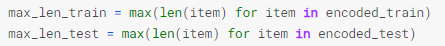 max_len_train = max(len(item) for item in encoded_train)
max_len_test = max(len(item) for item in encoded_test)